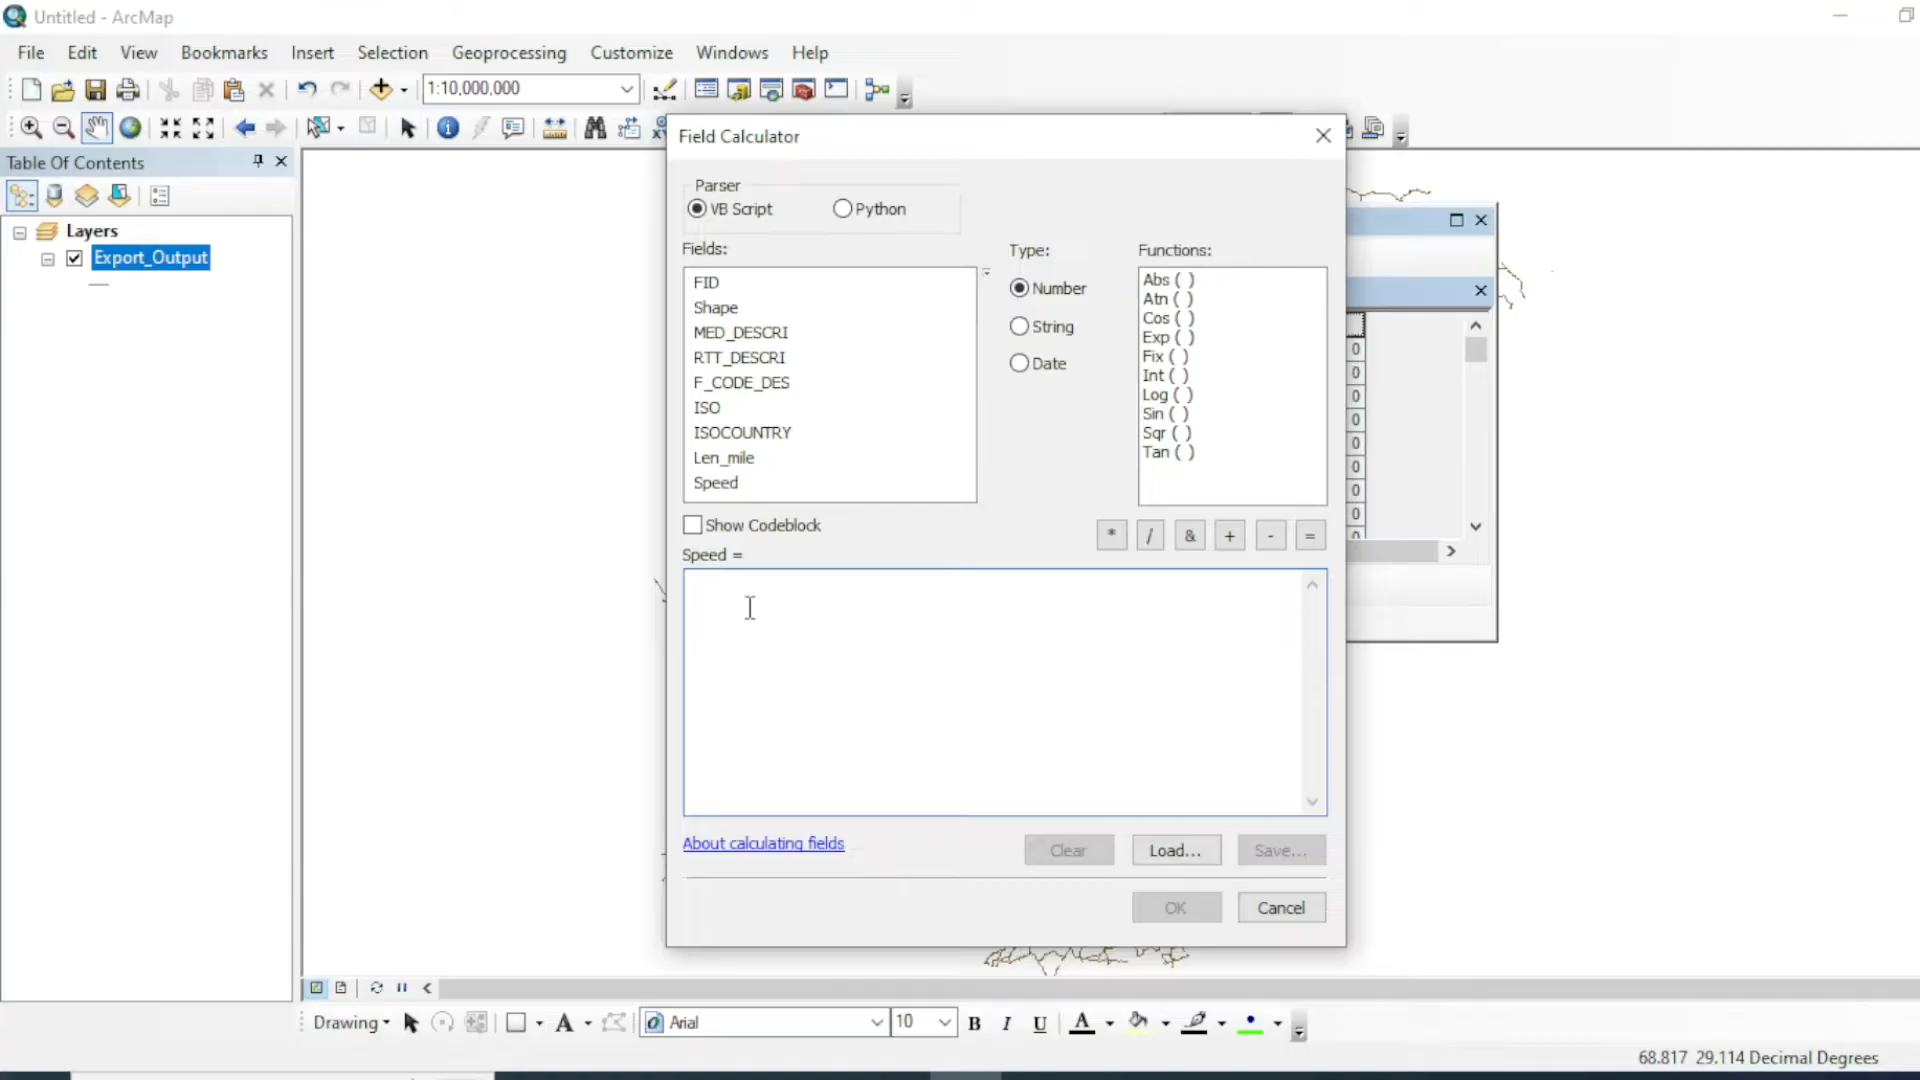 Untitled - ArcMap
File Edit View Bookmarks Insert Selection Geoprocessing Customize Windows Help
1:10,000,000
Table Of Contents
Layers
Export_Output
Field Calculator
Parser
VB Script Python
Fields:
FID
Shape
MED_DESCRI
RTT_DESCRI
F_CODE_DES
ISO
ISOCOUNTRY
Len_mile
Speed
Type:
Number
String
Date
Functions:
Abs ( )
Atn ( )
Cos ( )
Exp ( )
Fix ( )
Int ( )
Log ( )
Sin ( )
Sqr ( )
Tan ( )
0
0
0
0
0
0
0
0
0
Show Codeblock
* / & + - =
Speed =
About calculating fields
Clear Load... Save...
OK Cancel
Drawing Arial 10 B I U A
68.817 29.114 Decimal Degrees